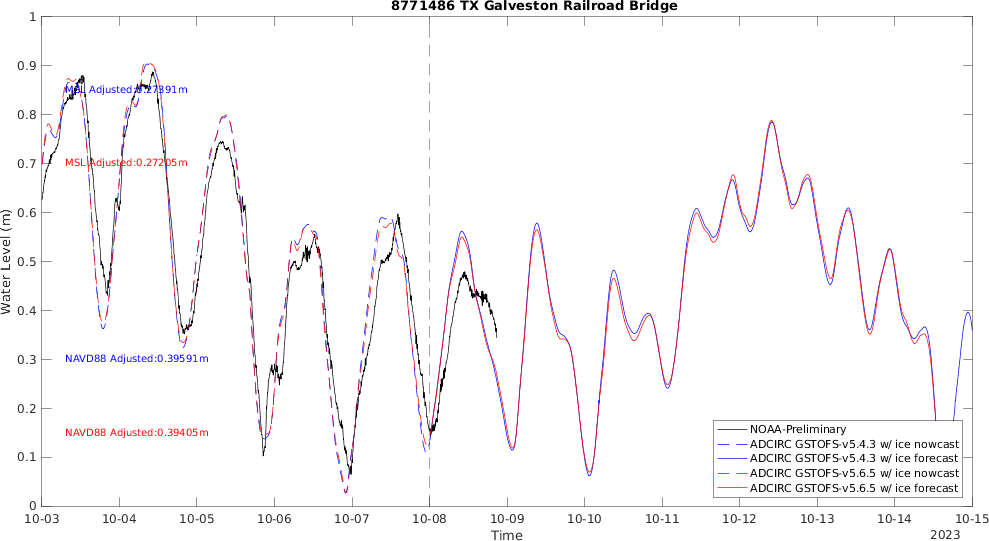 8771486 TX Galveston Railroad Bridge
1
0.9
0.8
0.7
0.6
0.5
0.4
0.3
0.2
0.1
0
Water Level (m)
MSL Adjusted:0.27391m
MSL Adjusted:0.27205m
NAVD88 Adjusted:0.39591m
NAVD88 Adjusted:0.39405m
NOAA-Preliminary
ADCIRC GSTOFS-v5.4.3 w/ ice nowcast
ADCIRC GSTOFS-v5.4.3 w/ ice forecast
ADCIRC GSTOFS-v5.6.5 w/ ice nowcast
ADCIRC GSTOFS-v5.6.5 w/ ice forecast
10-03 10-04 10-05 10-06 10-07 10-08 10-09 10-10 10-11 10-12 10-13 10-14 10-15
Time
2023